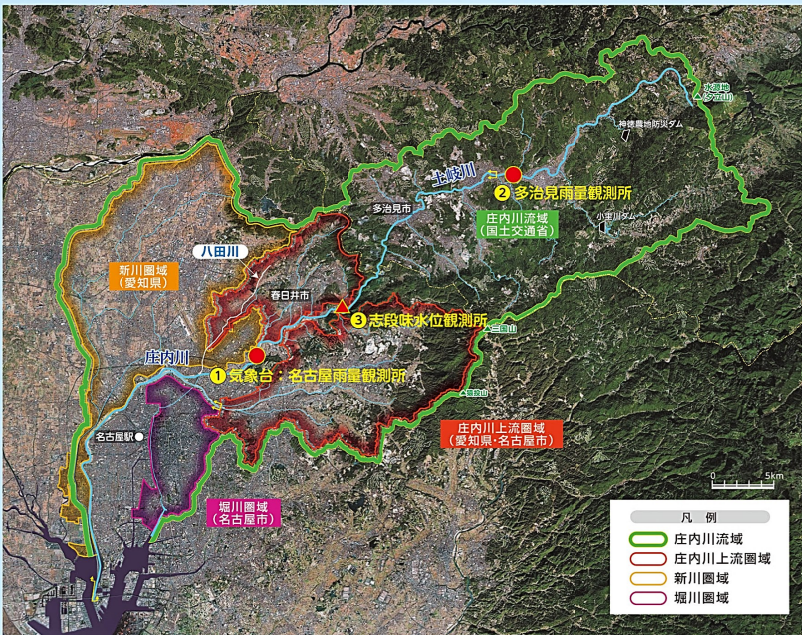 水源地
(夕立山)
神徳農地防災ダム
土岐川
②多治見雨量観測所
多治見市
庄内川流域
(国土交通省)
小里川ダム
八田川
新川圏域
(愛知県)
春日井市
③志段味水位観測所
三国山
庄内川
①気象台：名古屋雨量観測所
猿投山
名古屋駅
庄内川上流圏域
(愛知県・名古屋市)
堀川圏域
(名古屋市)
0 5km
凡例
庄内川流域
庄内川上流圏域
新川圏域
堀川圏域